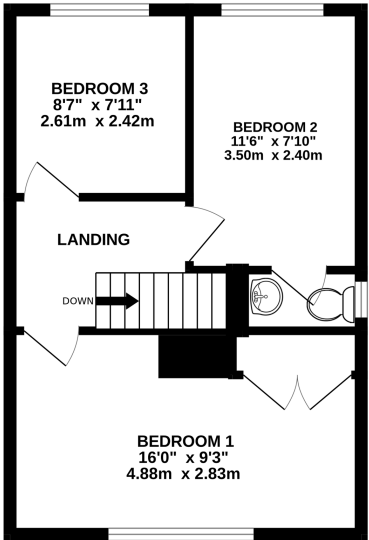 BEDROOM 3
8'7" x 7'11"
2.61m x 2.42m
BEDROOM 2
11'6" x 7'10"
3.50m x 2.40m
LANDING
DOWN
BEDROOM 1
16'0" x 9'3"
4.88m x 2.83m